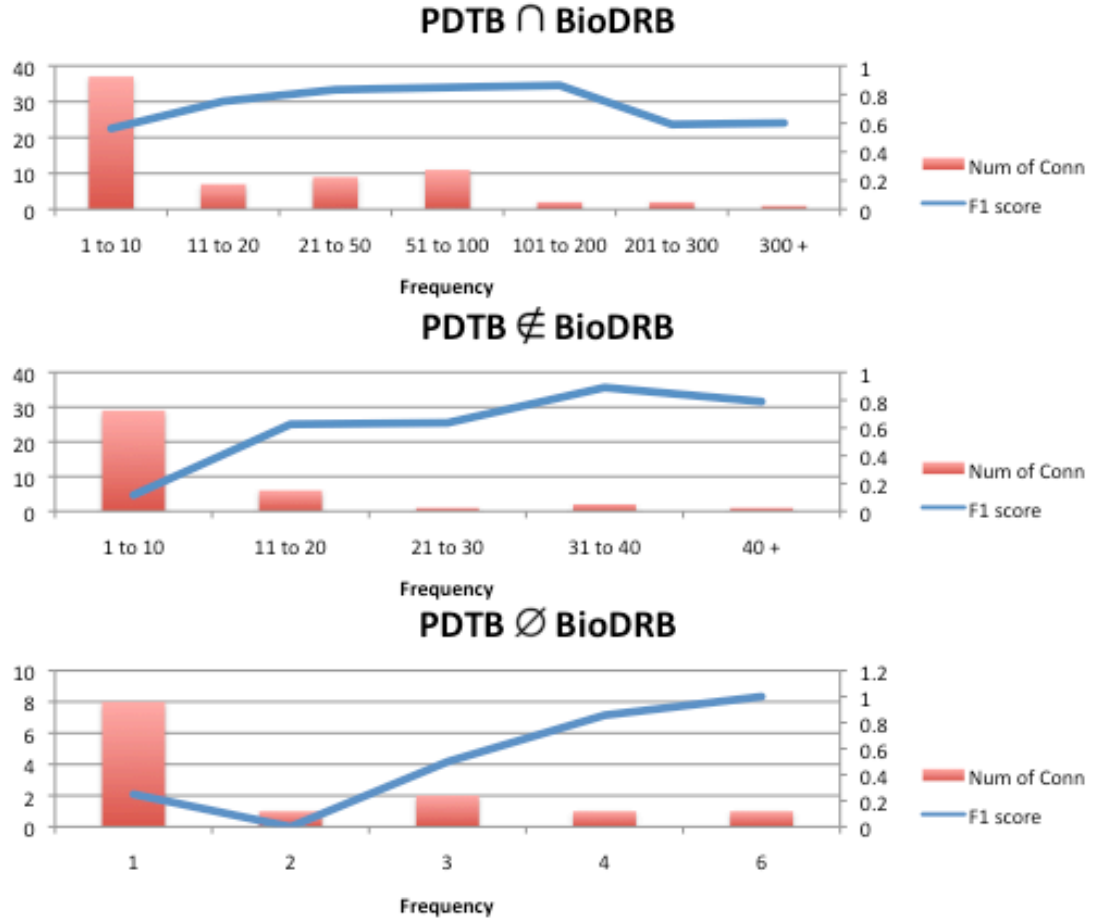 PDTB ∩ BioDRB
40 1
30 0.8
20 0.6
10 0.4
0 0.2
0
1 to 10 11 to 20 21 to 50 51 to 100 101 to 200 201 to 300 300 +
Frequency
Num of Conn
F1 score
PDTB ∉ BioDRB
40 1
30 0.8
20 0.6
10 0.4
0 0.2
0
1 to 10 11 to 20 21 to 30 31 to 40 40 +
Frequency
Num of Conn
F1 score
PDTB ∅ BioDRB
10 1.2
8 1
6 0.8
4 0.6
2 0.4
0 0.2
0
1 2 3 4 6
Frequency
Num of Conn
F1 score